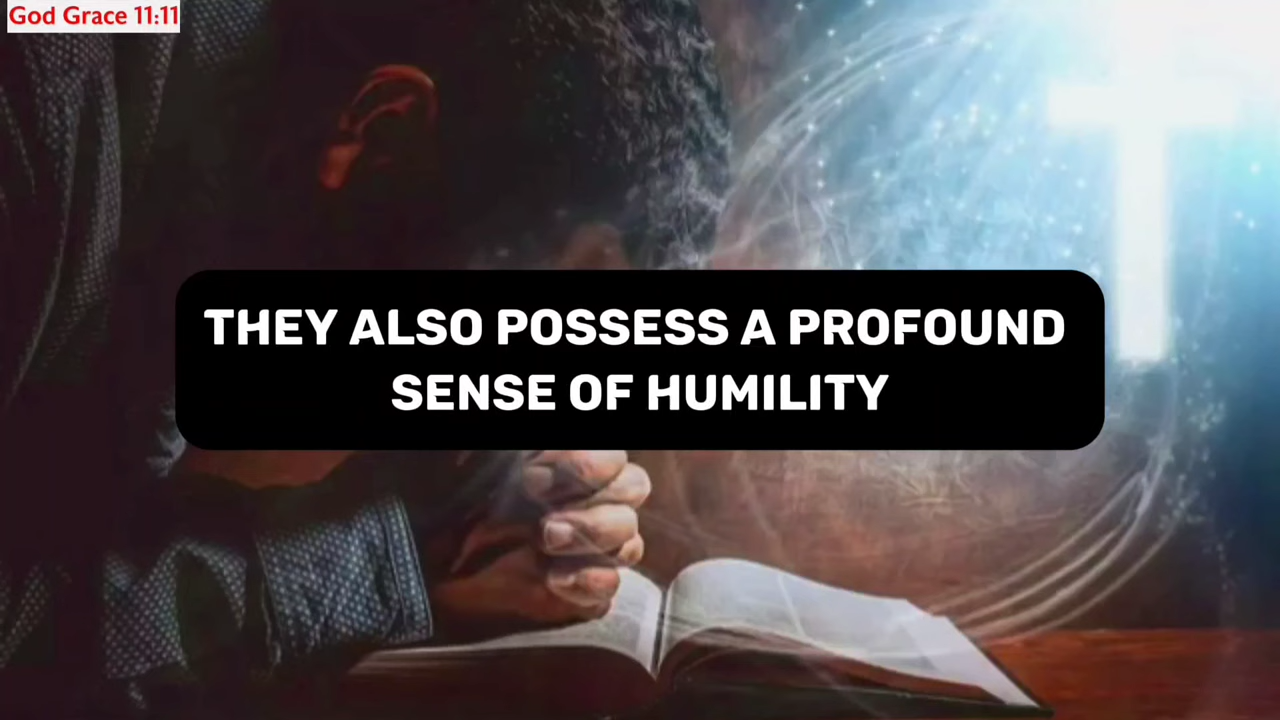 God Grace 11:11
THEY ALSO POSSESS A PROFOUND
SENSE OF HUMILITY